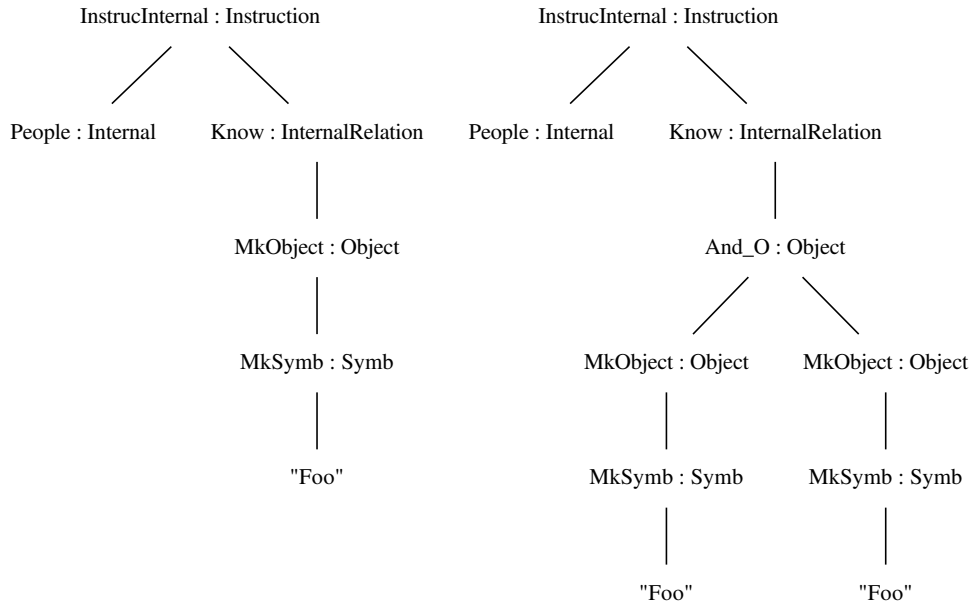 InstrucInternal : Instruction InstrucInternal : Instruction
People : Internal Know : InternalRelation People : Internal Know : InternalRelation
MkObject : Object And_O : Object
MkSymb : Symb MkObject : Object MkObject : Object
"Foo" MkSymb : Symb MkSymb : Symb
"Foo" "Foo"